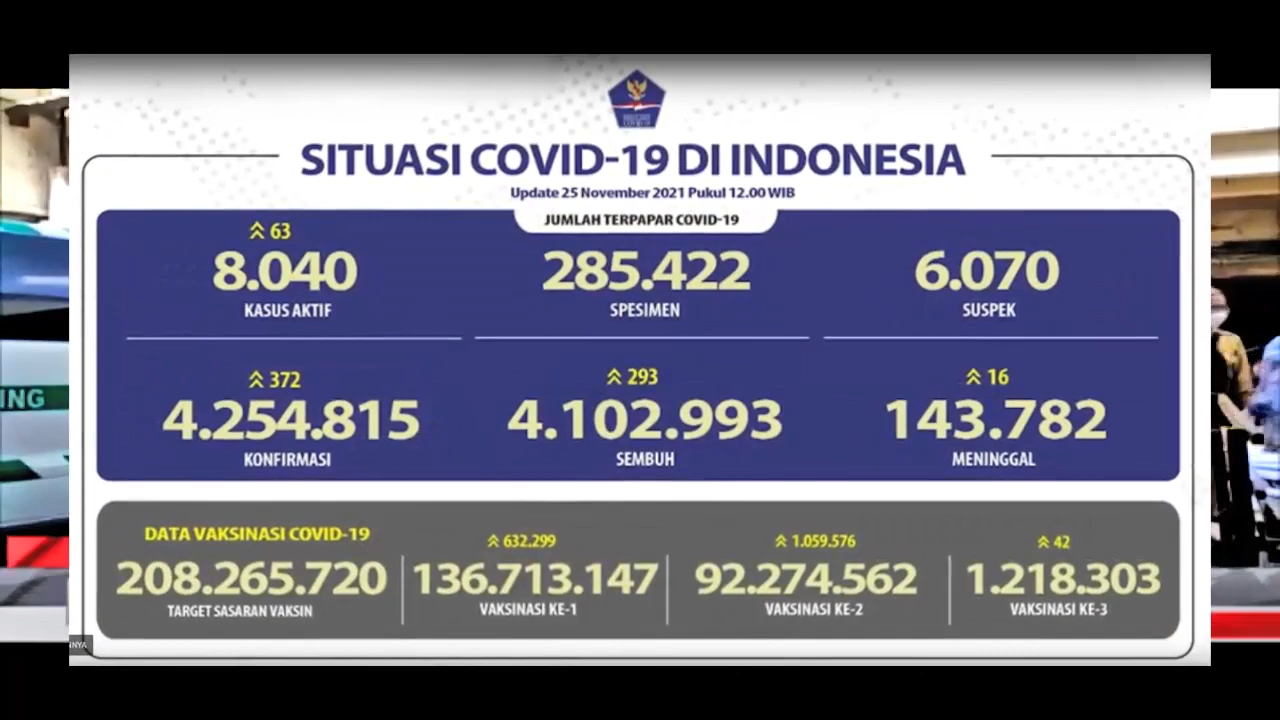 SITUASI COVID-19 DI INDONESIA
Update 25 November 2021 Pukul 12.00 WIB
JUMLAH TERPAPAR COVID-19
63
8.040
KASUS AKTIF
285.422
SPESIMEN
6.070
SUSPEK
372
4.254.815
KONFIRMASI
293
4.102.993
SEMBUH
16
143.782
MENINGGAL
ING
DATA VAKSINASI COVID-19
208.265.720
TARGET SASARAN VAKSIN
632.299
136.713.147
VAKSINASI KE-1
1.059.576
92.274.562
VAKSINASI KE-2
42
1.218.303
VAKSINASI KE-3
NNYA